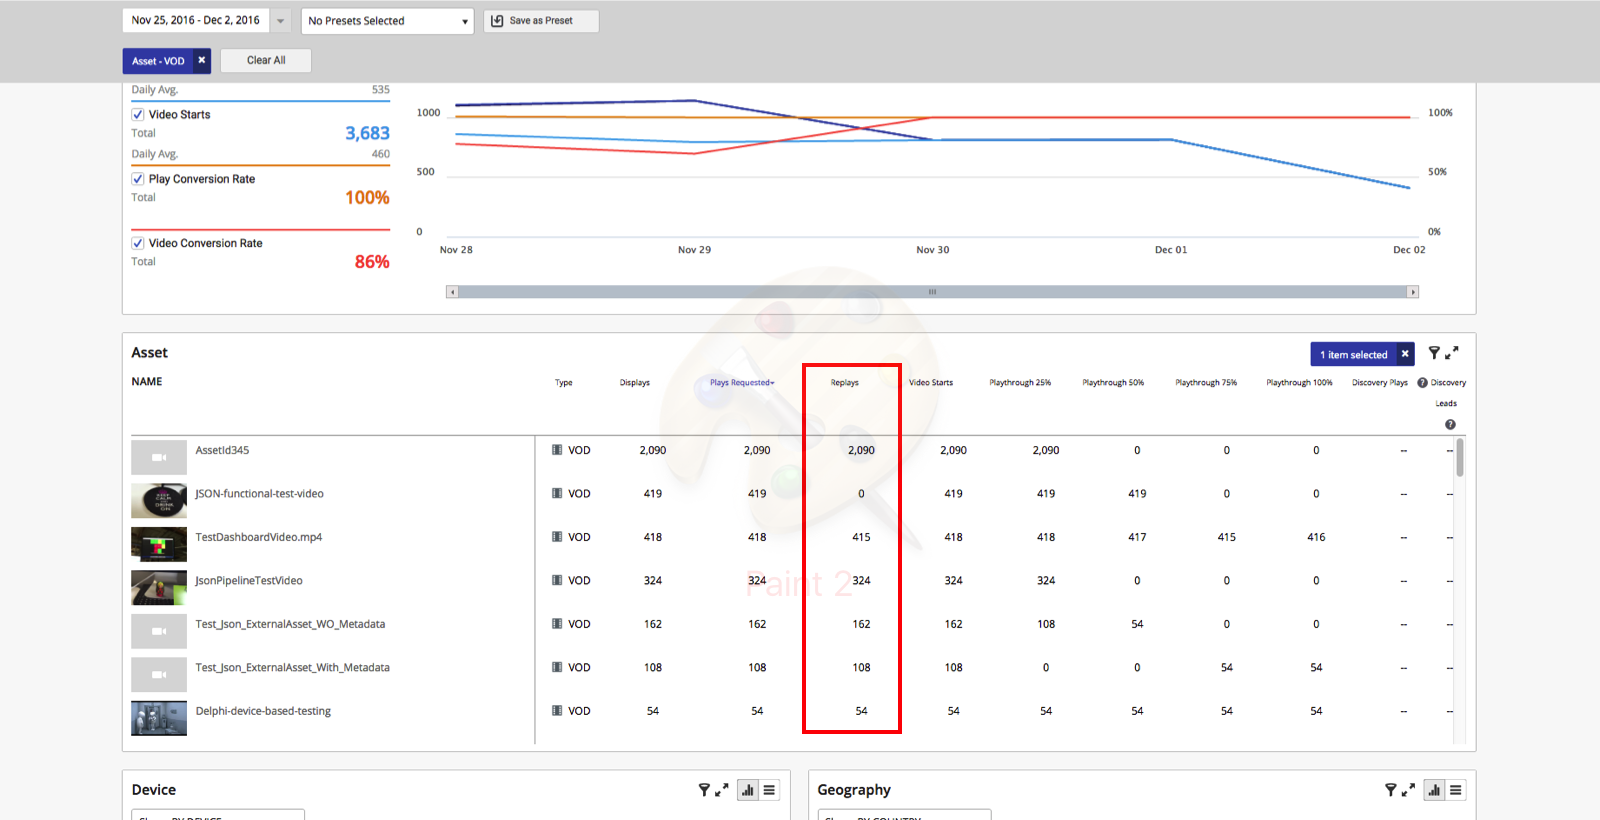 Nov 25, 2016 - Dec 2, 2016 No Presets Selected Save as Preset
Asset - VOD × Clear All
Daily Avg. 535
Video Starts
Total 3,683
Daily Avg. 460
Play Conversion Rate
Total 100%
Video Conversion Rate
Total 86%
1000 100%
500 50%
0 0%
Nov 28 Nov 29 Nov 30 Dec 01 Dec 02
Asset 1 item selected ×
NAME Type Displays Plays Requested Replays Video Starts Playthrough 25% Playthrough 50% Playthrough 75% Playthrough 100% Discovery Plays ? Discovery
Leads
?
AssetId345 VOD 2,090 2,090 2,090 2,090 2,090 0 0 0 -- --
KEEP CALM DRINK ON
JSON-functional-test-video VOD 419 419 0 419 419 419 0 0 -- --
TestDashboardVideo.mp4 VOD 418 418 415 418 418 417 415 416 -- --
JsonPipelineTestVideo VOD 324 324 324 324 324 0 0 0 -- --
Paint 2
Test_Json_ExternalAsset_WO_Metadata VOD 162 162 162 162 108 54 0 0 -- --
Test_Json_ExternalAsset_With_Metadata VOD 108 108 108 108 0 0 54 54 -- --
Delphi-device-based-testing VOD 54 54 54 54 54 54 54 54 -- --
Device Geography